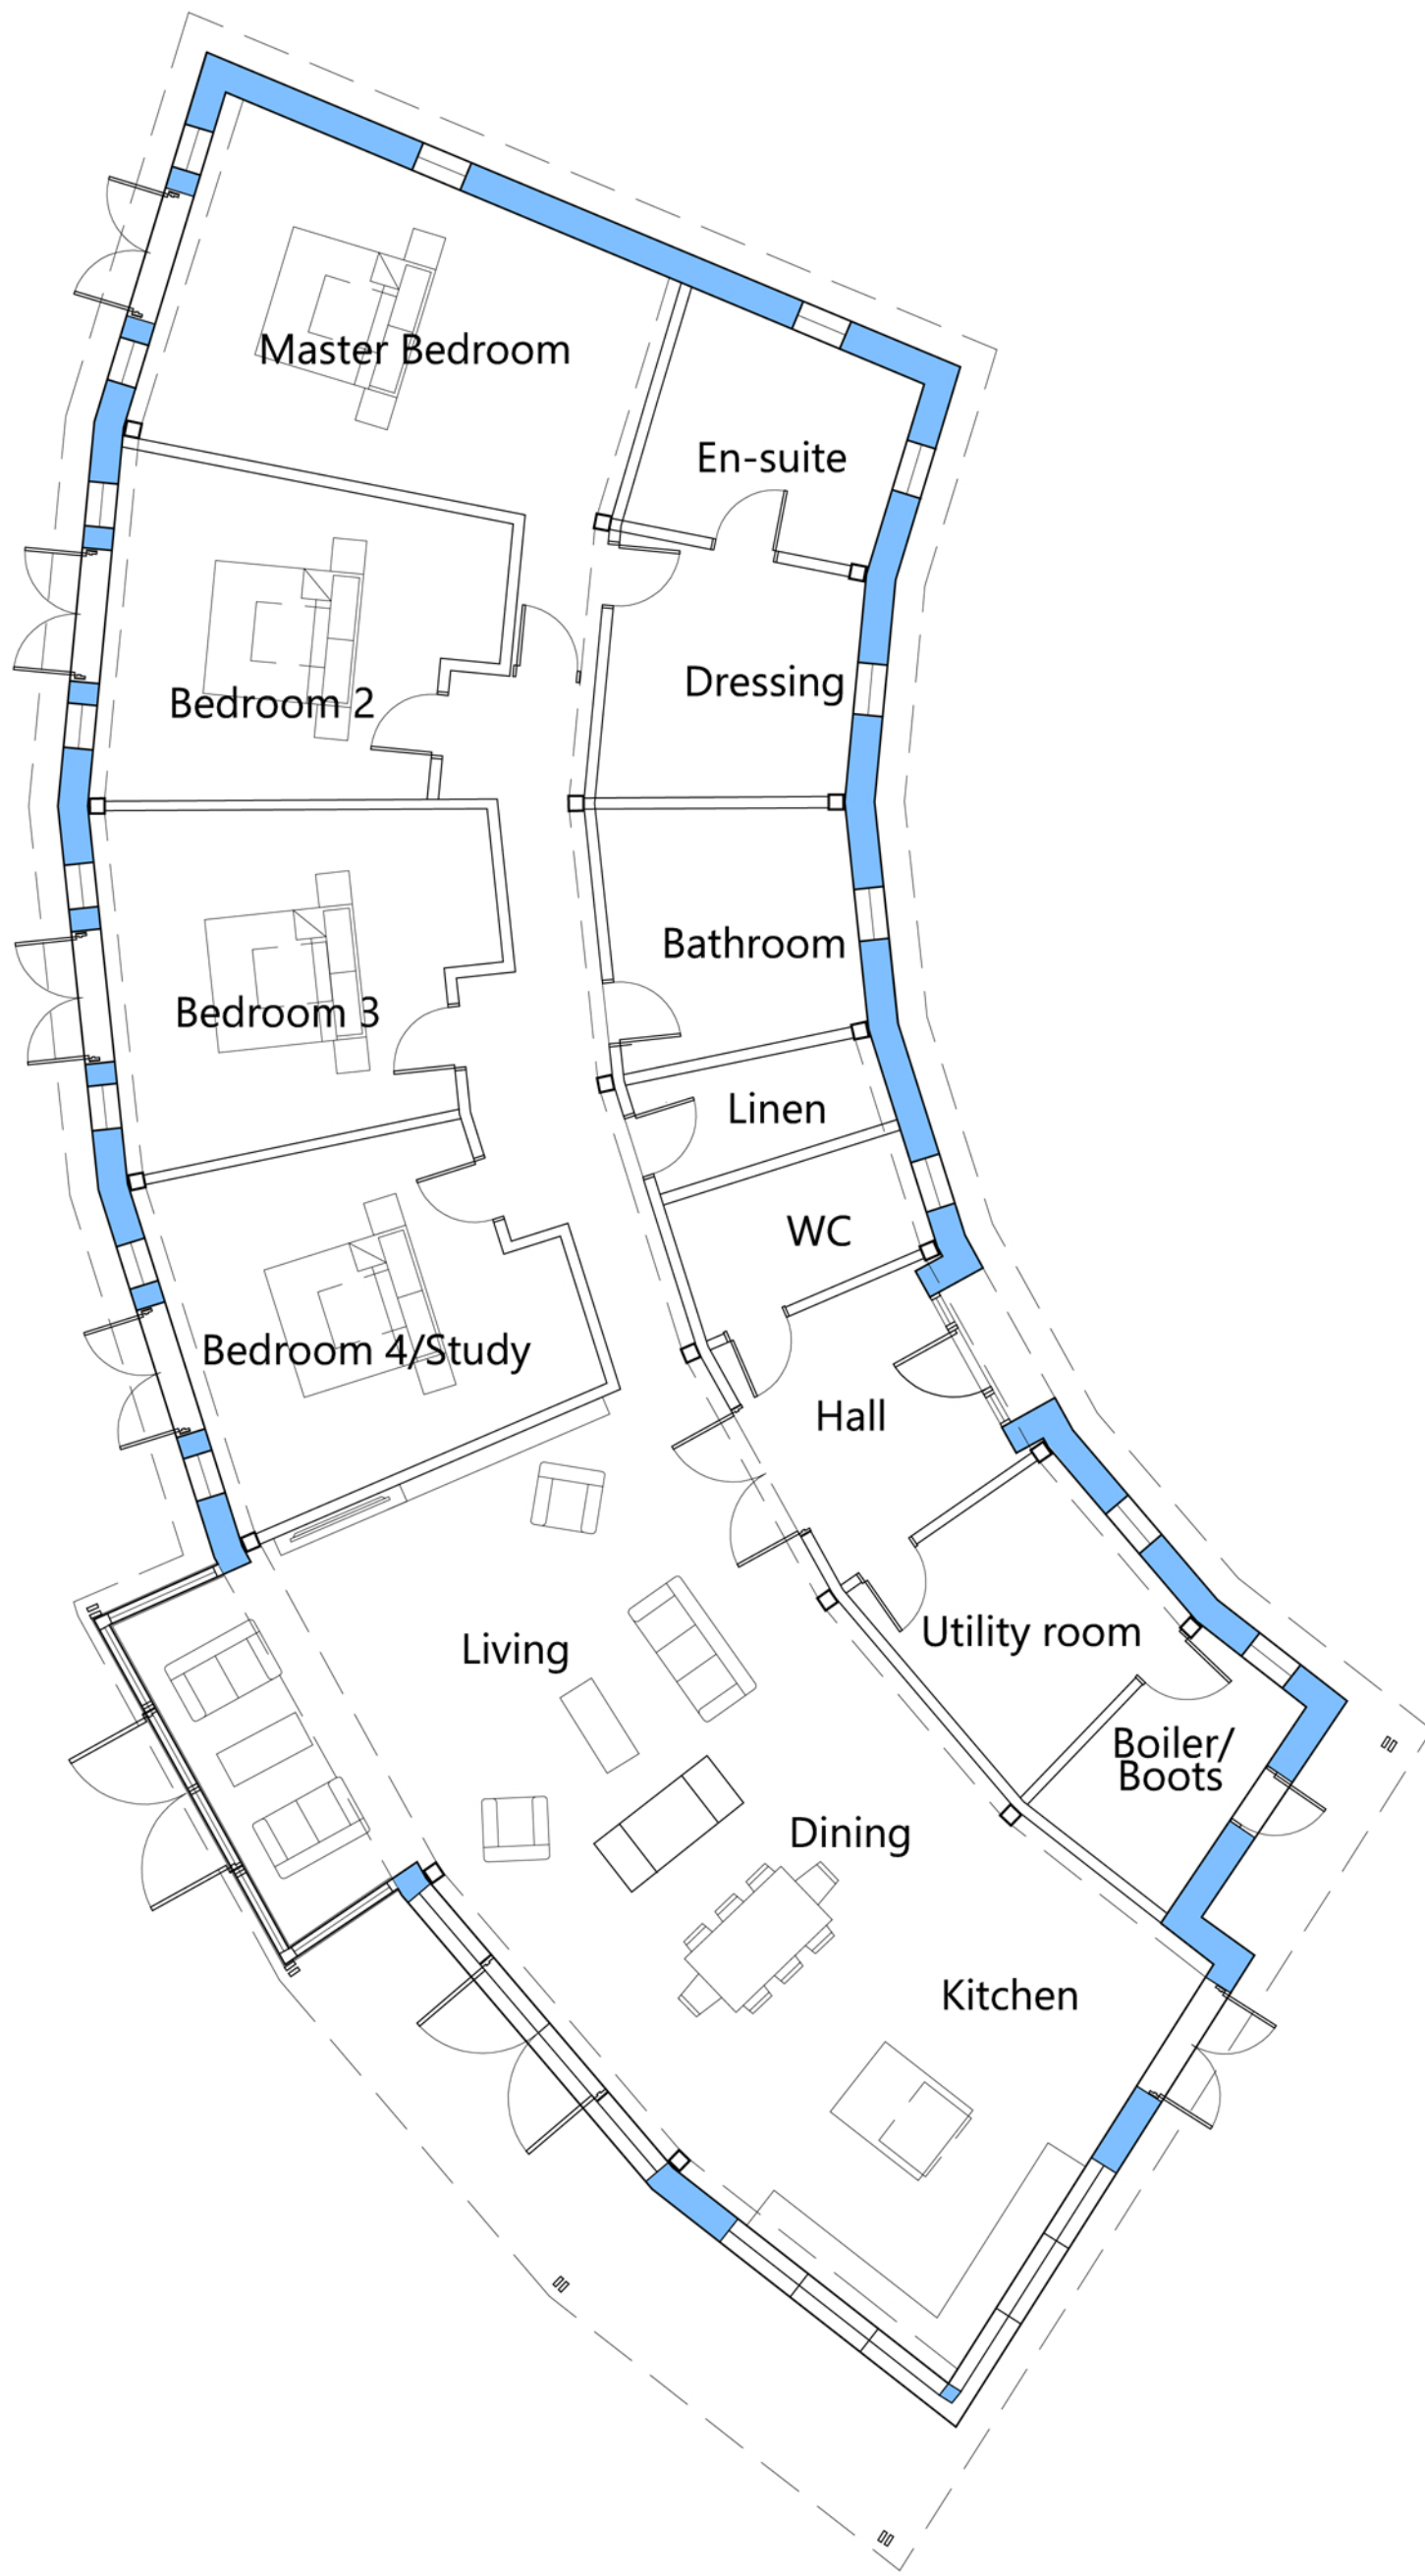 Master Bedroom
En-suite
Dressing
Bedroom 2
Bathroom
Bedroom 3
Linen
WC
Bedroom 4/Study
Hall
Utility room
Living
Boiler/
Boots
Dining
Kitchen